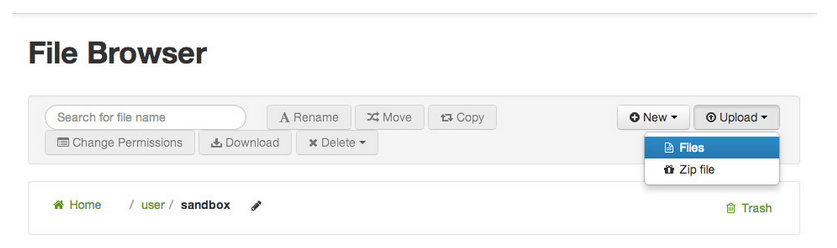 File Browser
Search for file name Rename Move Copy New Upload
Change Permissions Download Delete
Files
Zip file
Home / user / sandbox Trash